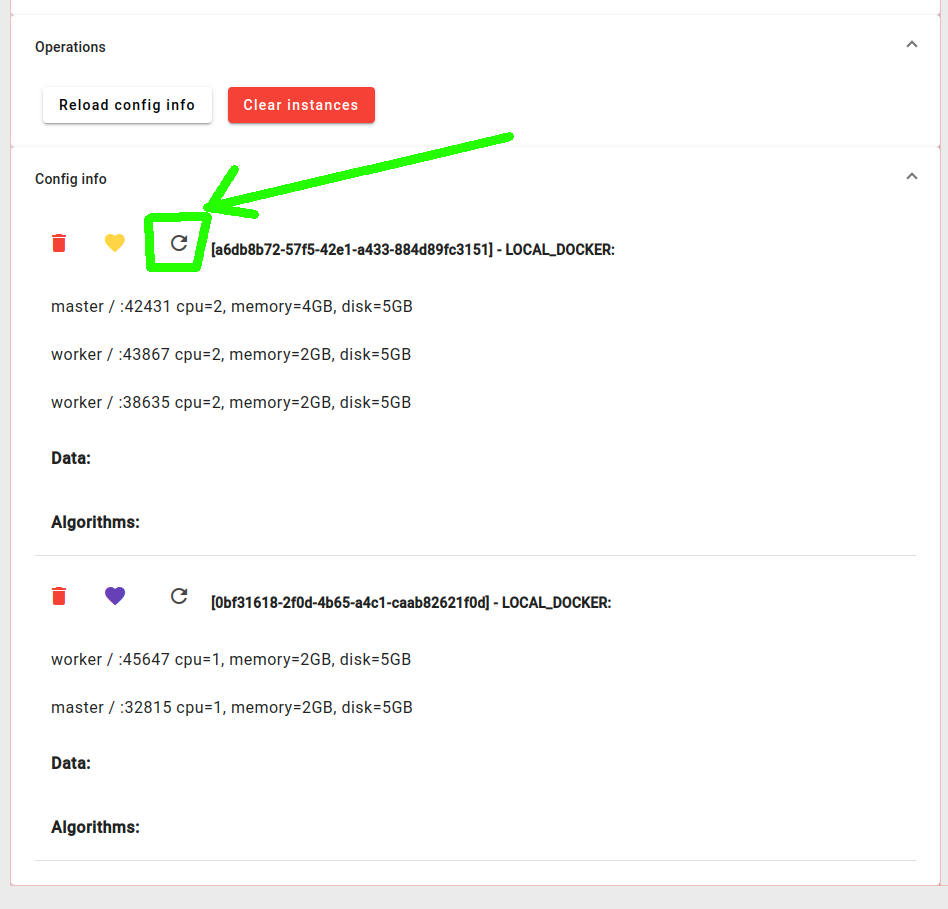 Operations
Reload config info
Clear instances
Config info
[a6db8b72-57f5-42e1-a433-884d89fc3151] - LOCAL_DOCKER:
master / :42431 cpu=2, memory=4GB, disk=5GB
worker / :43867 cpu=2, memory=2GB, disk=5GB
worker / :38635 cpu=2, memory=2GB, disk=5GB
Data:
Algorithms:
[0bf31618-2f0d-4b65-a4c1-caab82621f0d] - LOCAL_DOCKER:
worker / :45647 cpu=1, memory=2GB, disk=5GB
master / :32815 cpu=1, memory=2GB, disk=5GB
Data:
Algorithms: